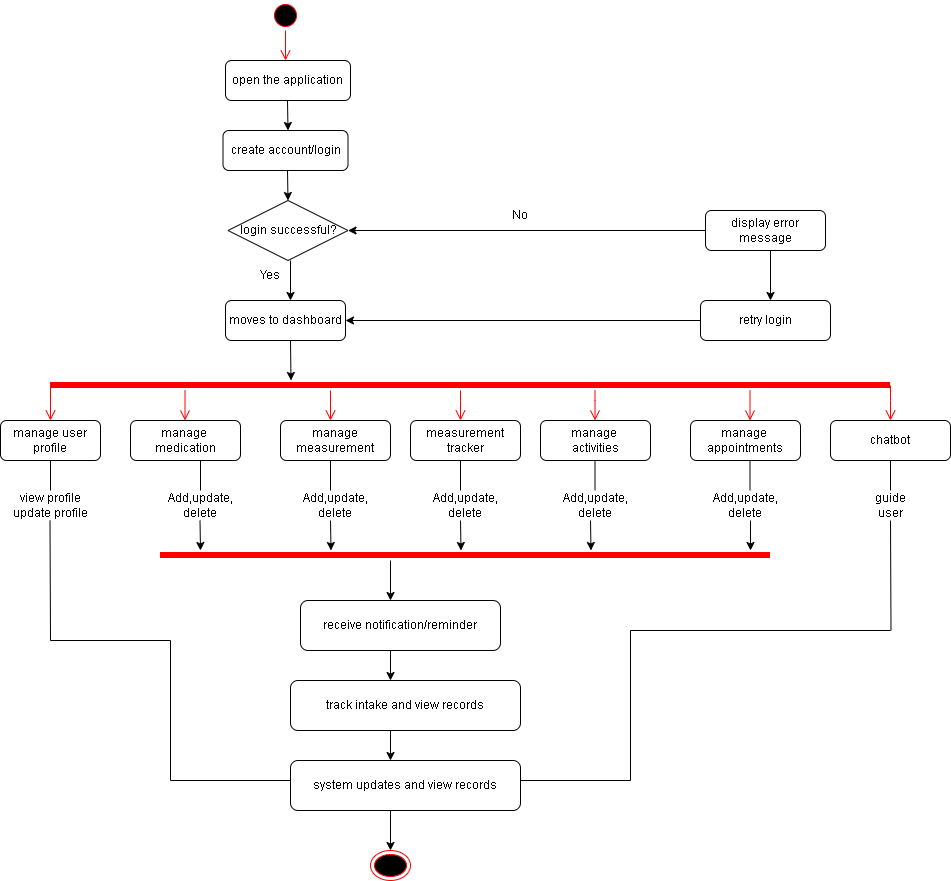 open the application
create account/login
login successful?
No
display error
message
Yes
moves to dashboard
retry login
manage user
profile
manage
medication
manage
measurement
measurement
tracker
manage
activities
manage
appointments
chatbot
view profile
update profile
Add,update,
delete
Add,update,
delete
Add,update,
delete
Add,update,
delete
Add,update,
delete
guide
user
receive notification/reminder
track intake and view records
system updates and view records